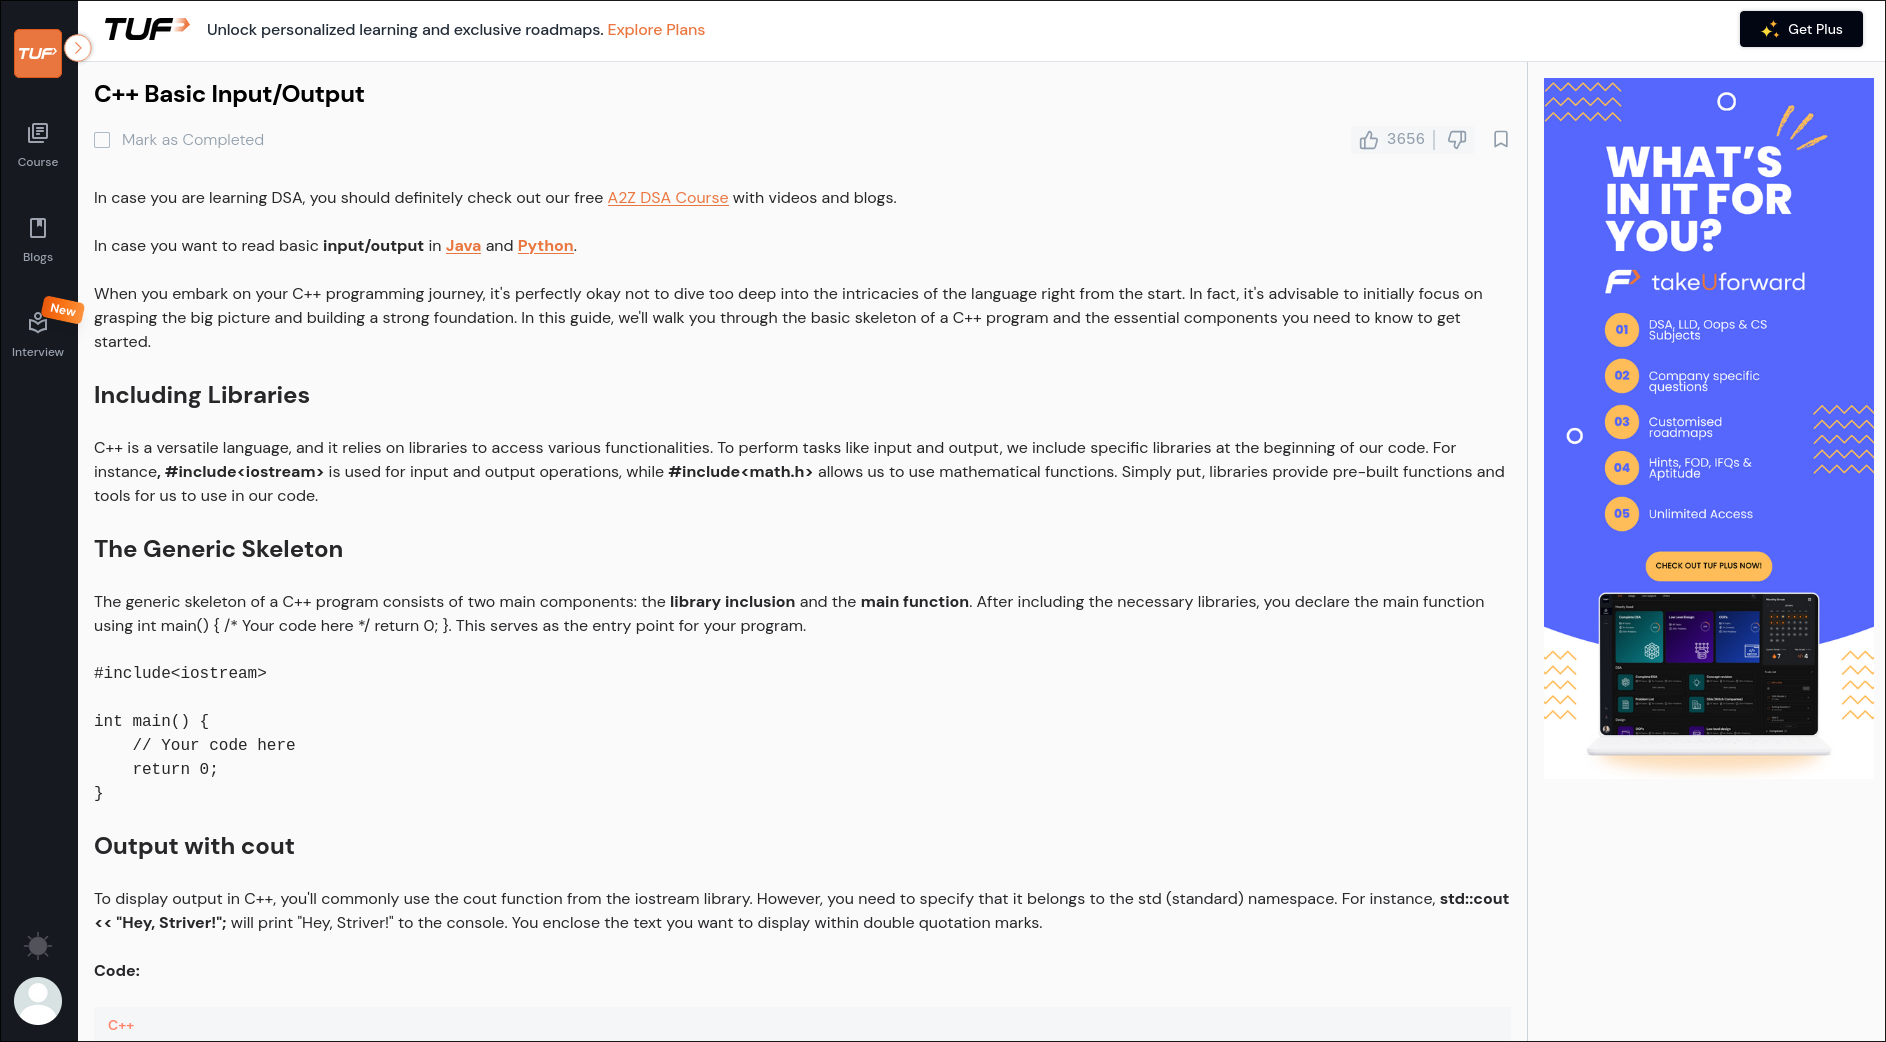 TUF
Unlock personalized learning and exclusive roadmaps. Explore Plans
Get Plus
TUF
Course
Blogs
New
Interview
C++ Basic Input/Output
Mark as Completed
3656
In case you are learning DSA, you should definitely check out our free A2Z DSA Course with videos and blogs.
In case you want to read basic input/output in Java and Python.
When you embark on your C++ programming journey, it's perfectly okay not to dive too deep into the intricacies of the language right from the start. In fact, it's advisable to initially focus on
grasping the big picture and building a strong foundation. In this guide, we'll walk you through the basic skeleton of a C++ program and the essential components you need to know to get
started.
Including Libraries
C++ is a versatile language, and it relies on libraries to access various functionalities. To perform tasks like input and output, we include specific libraries at the beginning of our code. For
instance, #include<iostream> is used for input and output operations, while #include<math.h> allows us to use mathematical functions. Simply put, libraries provide pre-built functions and
tools for us to use in our code.
The Generic Skeleton
The generic skeleton of a C++ program consists of two main components: the library inclusion and the main function. After including the necessary libraries, you declare the main function
using int main() { /* Your code here */ return 0; }. This serves as the entry point for your program.
#include<iostream>
int main() {
    // Your code here
    return 0;
}
Output with cout
To display output in C++, you'll commonly use the cout function from the iostream library. However, you need to specify that it belongs to the std (standard) namespace. For instance, std::cout
<< "Hey, Striver!"; will print "Hey, Striver!" to the console. You enclose the text you want to display within double quotation marks.
Code:
C++
WHAT'S
IN IT FOR
YOU?
takeUforward
01 DSA, LLD, Oops & CS
Subjects
02 Company specific
questions
03 Customised
roadmaps
04 Hints, FOD, IFQs &
Aptitude
05 Unlimited Access
CHECK OUT TUF PLUS NOW!